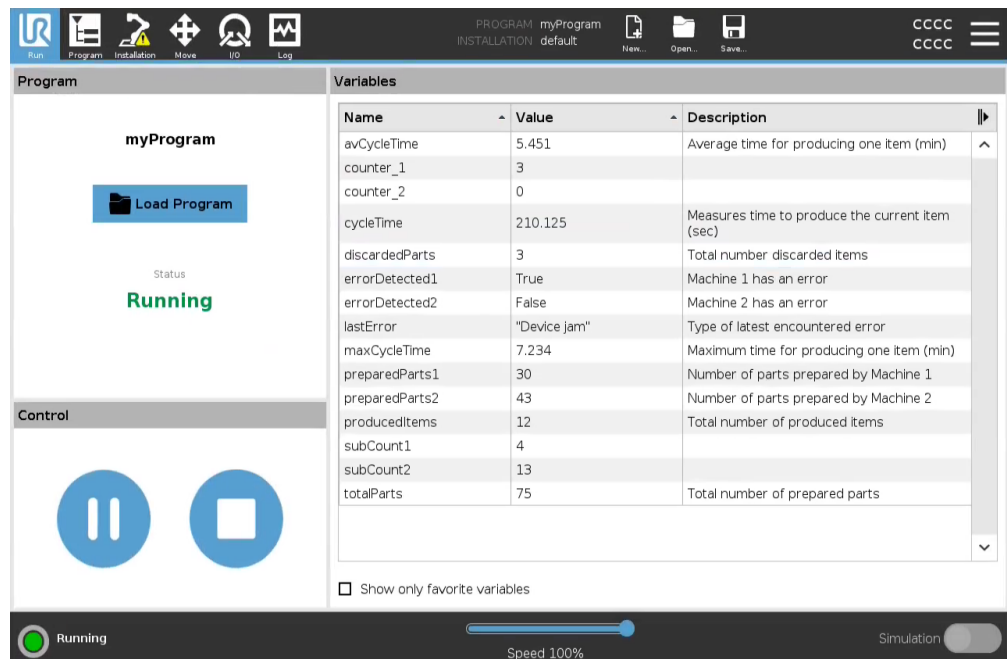 UR
Run
Program
Installation
Move
I/O
Log
PROGRAM myProgram
INSTALLATION default
New...
Open...
Save...
CCCC
CCCC
Program
myProgram
Load Program
Status
Running
Control
Variables
Name Value Description
avCycleTime 5.451 Average time for producing one item (min)
counter_1 3
counter_2 0
cycleTime 210.125 Measures time to produce the current item
(sec)
discardedParts 3 Total number discarded items
errorDetected1 True Machine 1 has an error
errorDetected2 False Machine 2 has an error
lastError "Device jam" Type of latest encountered error
maxCycleTime 7.234 Maximum time for producing one item (min)
preparedParts1 30 Number of parts prepared by Machine 1
preparedParts2 43 Number of parts prepared by Machine 2
producedItems 12 Total number of produced items
subCount1 4
subCount2 13
totalParts 75 Total number of prepared parts
Show only favorite variables
Running
Speed 100%
Simulation